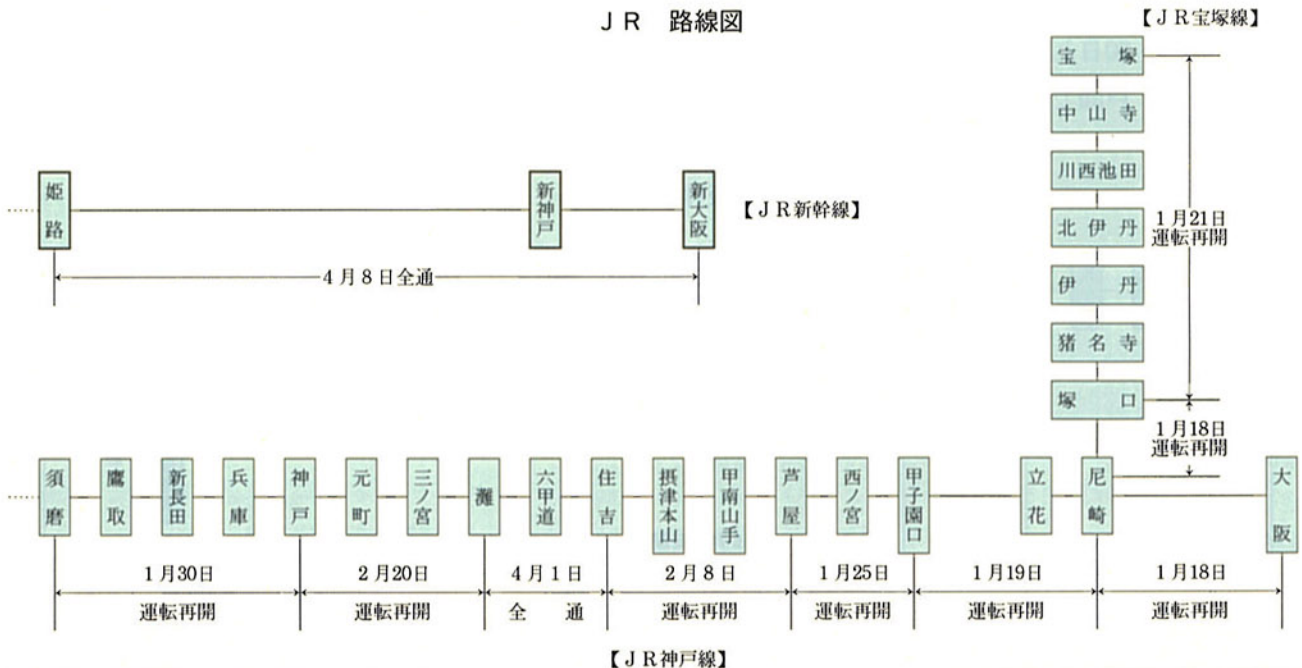 JR 路線図
【JR宝塚線】
宝塚
中山寺
川西池田
北伊丹
伊丹
猪名寺
塚口
1月21日
運転再開
1月18日
運転再開
姫路
新神戸
新大阪
【JR新幹線】
4月8日全通
須磨
鷹取
新長田
兵庫
神戸
元町
三ノ宮
灘
六甲道
住吉
摂津本山
甲南山手
芦屋
西ノ宮
甲子園口
立花
尼崎
大阪
1月30日
運転再開
2月20日
運転再開
4月1日
全通
2月8日
運転再開
1月25日
運転再開
1月19日
運転再開
1月18日
運転再開
【JR神戸線】